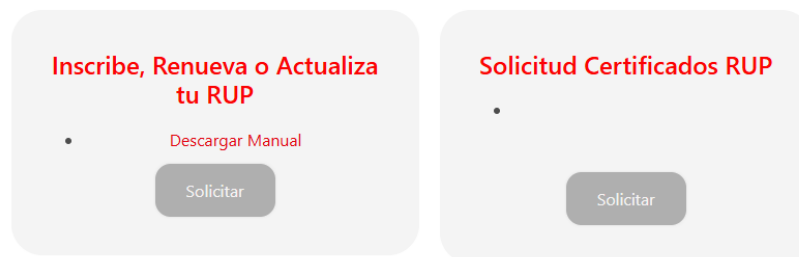 Inscribe, Renueva o Actualiza
tu RUP
Descargar Manual
Solicitar
Solicitud Certificados RUP
Solicitar